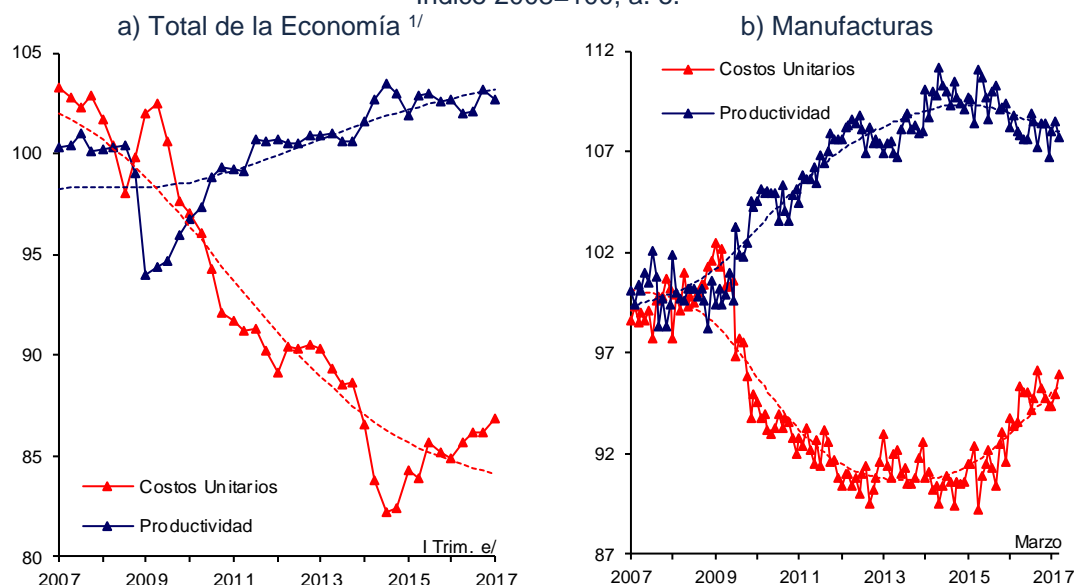 a) Total de la Economía 1/
105
100
95
90
85
80
Costos Unitarios
Productividad
I Trim. e/
2007 2009 2011 2013 2015 2017
b) Manufacturas
112
107
102
97
92
87
Costos Unitarios
Productividad
Marzo
2007 2009 2011 2013 2015 2017